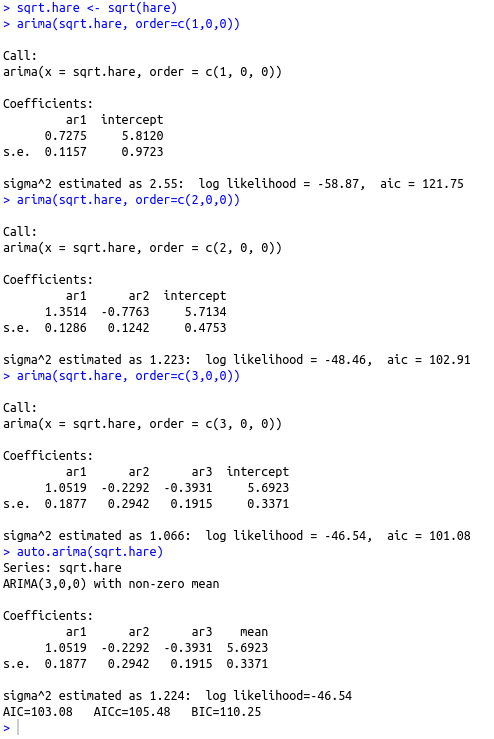 > sqrt.hare <- sqrt(hare)
> arima(sqrt.hare, order=c(1,0,0))

Call:
arima(x = sqrt.hare, order = c(1, 0, 0))

Coefficients:
         ar1  intercept
      0.7275     5.8120
s.e.  0.1157     0.9723

sigma^2 estimated as 2.55:  log likelihood = -58.87,  aic = 121.75
> arima(sqrt.hare, order=c(2,0,0))

Call:
arima(x = sqrt.hare, order = c(2, 0, 0))

Coefficients:
         ar1      ar2  intercept
      1.3514  -0.7763     5.7134
s.e.  0.1286   0.1242     0.4753

sigma^2 estimated as 1.223:  log likelihood = -48.46,  aic = 102.91
> arima(sqrt.hare, order=c(3,0,0))

Call:
arima(x = sqrt.hare, order = c(3, 0, 0))

Coefficients:
         ar1      ar2      ar3  intercept
      1.0519  -0.2292  -0.3931     5.6923
s.e.  0.1877   0.2942   0.1915     0.3371

sigma^2 estimated as 1.066:  log likelihood = -46.54,  aic = 101.08
> auto.arima(sqrt.hare)
Series: sqrt.hare
ARIMA(3,0,0) with non-zero mean

Coefficients:
         ar1      ar2      ar3    mean
      1.0519  -0.2292  -0.3931  5.6923
s.e.  0.1877   0.2942   0.1915  0.3371

sigma^2 estimated as 1.224:  log likelihood=-46.54
AIC=103.08   AICc=105.48   BIC=110.25
>